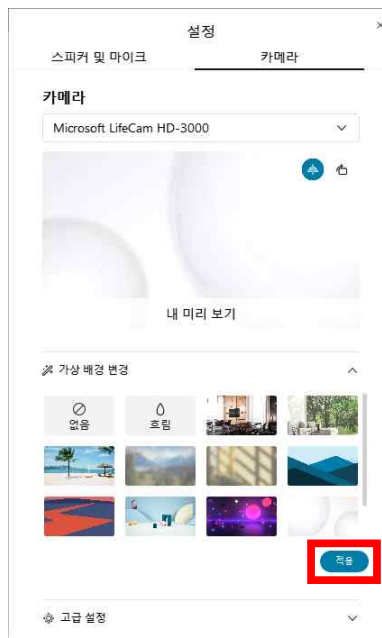 설정
스피커 및 마이크
카메라
카메라
Microsoft LifeCam HD-3000
내 미리 보기
가상 배경 변경
없음
흐림
적용
고급 설정